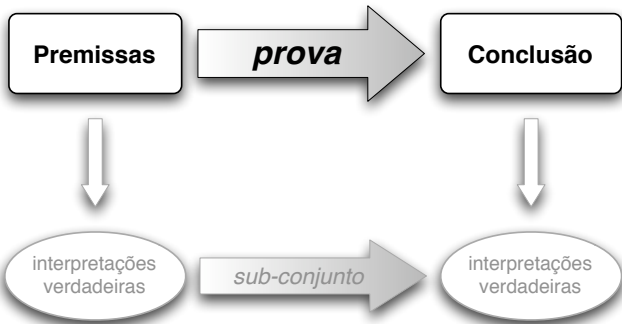 Premissas
prova
Conclusão
interpretações
verdadeiras
sub-conjunto
interpretações
verdadeiras